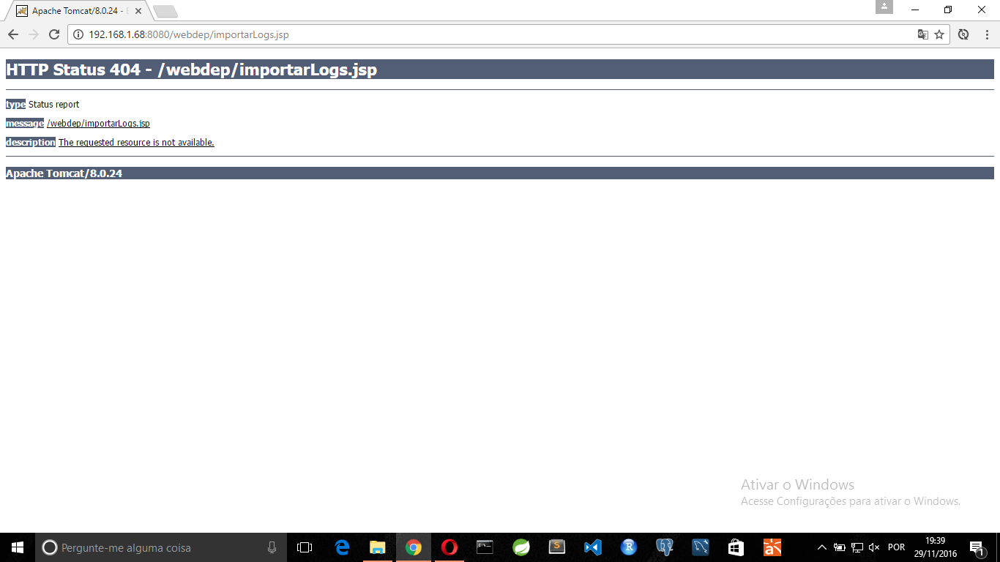 Apache Tomcat/8.0.24 -
192.168.1.68:8080/webdep/importarLogs.jsp
HTTP Status 404 - /webdep/importarLogs.jsp
type Status report
message /webdep/importarLogs.jsp
description The requested resource is not available.
Apache Tomcat/8.0.24
Ativar o Windows
Acesse Configurações para ativar o Windows.
Pergunte-me alguma coisa
POR
19:39
29/11/2016
1